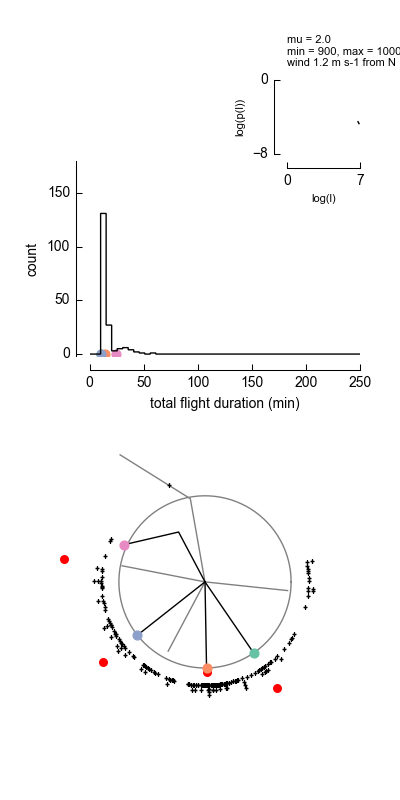 mu = 2.0
min = 900, max = 1000
wind 1.2 m s-1 from N
0
−8
log(p(l))
0 7
log(l)
150
100
50
0
count
0 50 100 150 200 250
total flight duration (min)